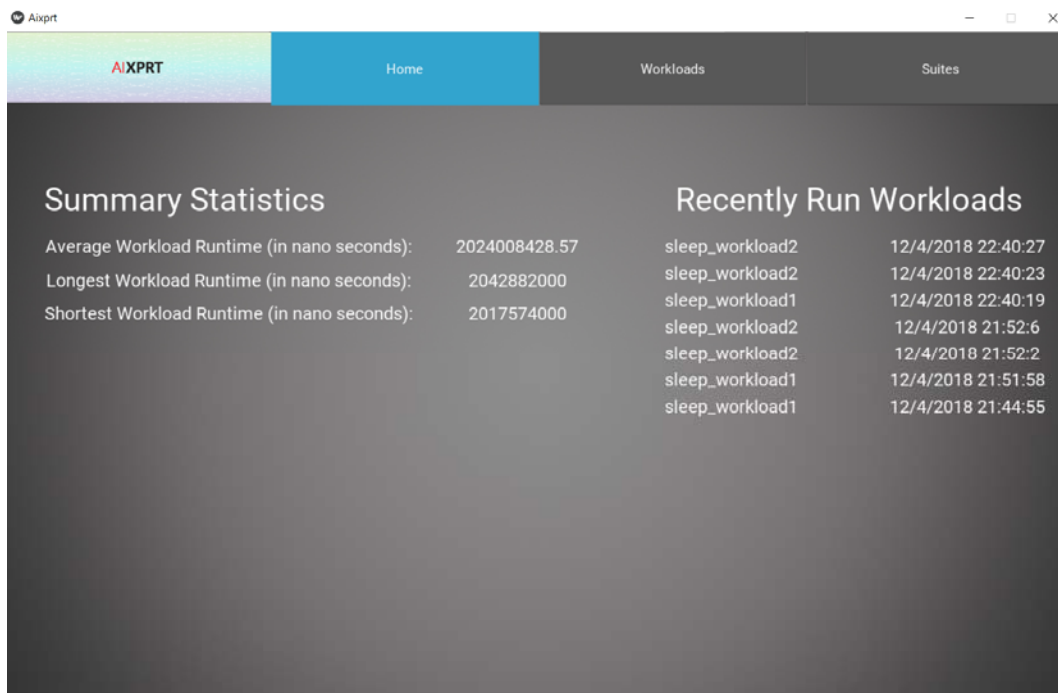 Aixprt
AIXPRT
Home
Workloads
Suites
Summary Statistics
Average Workload Runtime (in nano seconds): 2024008428.57
Longest Workload Runtime (in nano seconds): 2042882000
Shortest Workload Runtime (in nano seconds): 2017574000
Recently Run Workloads
sleep_workload2 12/4/2018 22:40:27
sleep_workload2 12/4/2018 22:40:23
sleep_workload1 12/4/2018 22:40:19
sleep_workload2 12/4/2018 21:52:6
sleep_workload2 12/4/2018 21:52:2
sleep_workload1 12/4/2018 21:51:58
sleep_workload1 12/4/2018 21:44:55